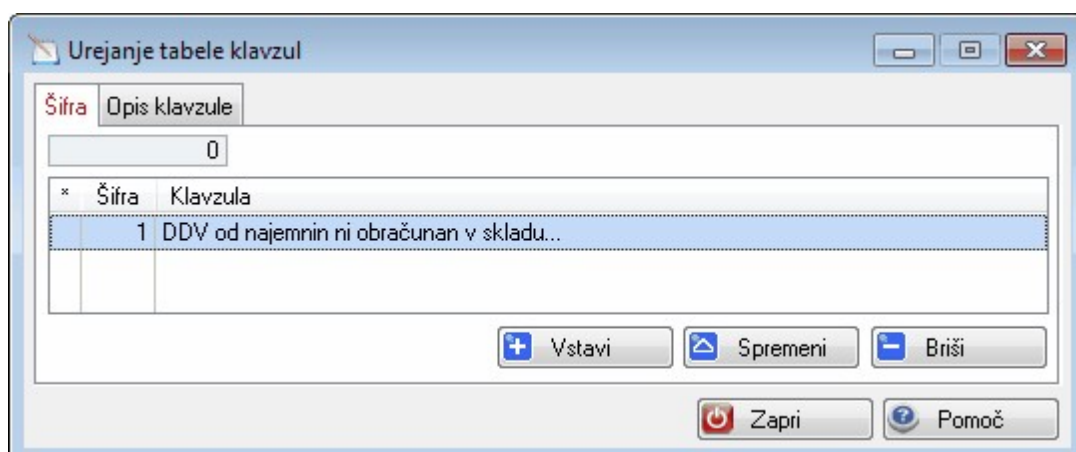 Urejanje tabele klavzul
Šifra Opis klavzule
0
* Šifra Klavzula
1 DDV od najemnin ni obračunan v skladu...
Vstavi Spremeni Briši
Zapri Pomoč